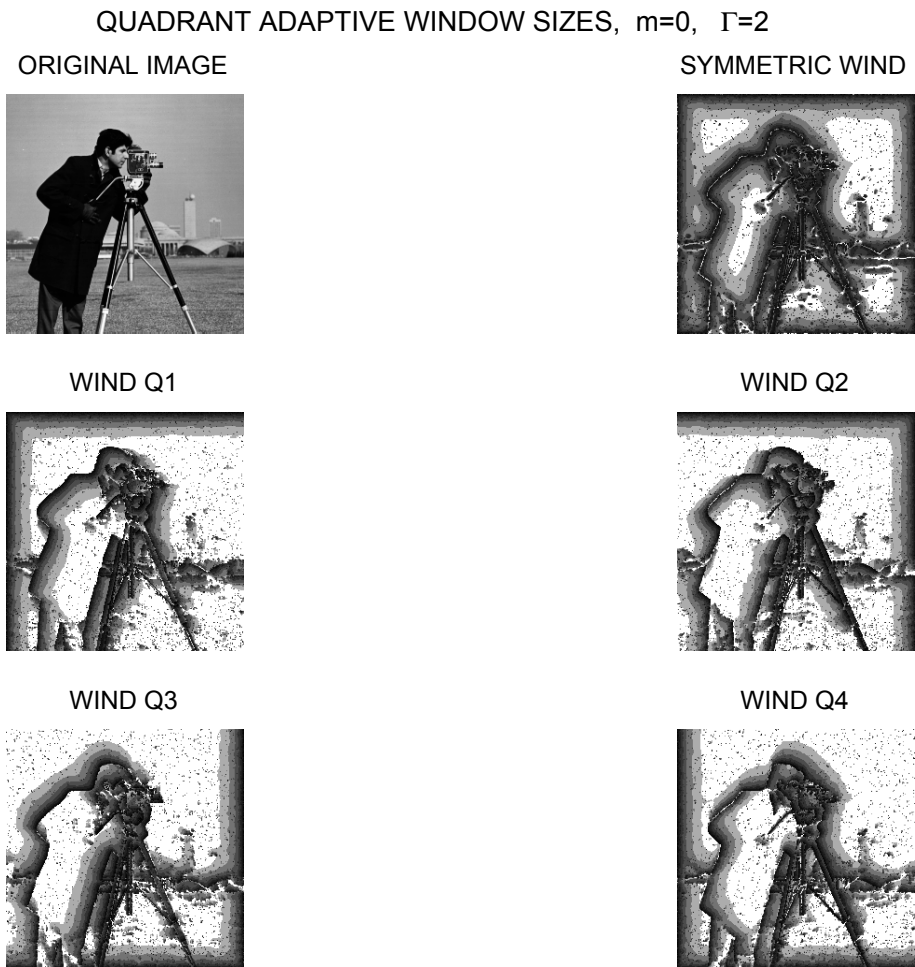 QUADRANT ADAPTIVE WINDOW SIZES, m=0, Γ=2
ORIGINAL IMAGE
SYMMETRIC WIND
WIND Q1
WIND Q2
WIND Q3
WIND Q4